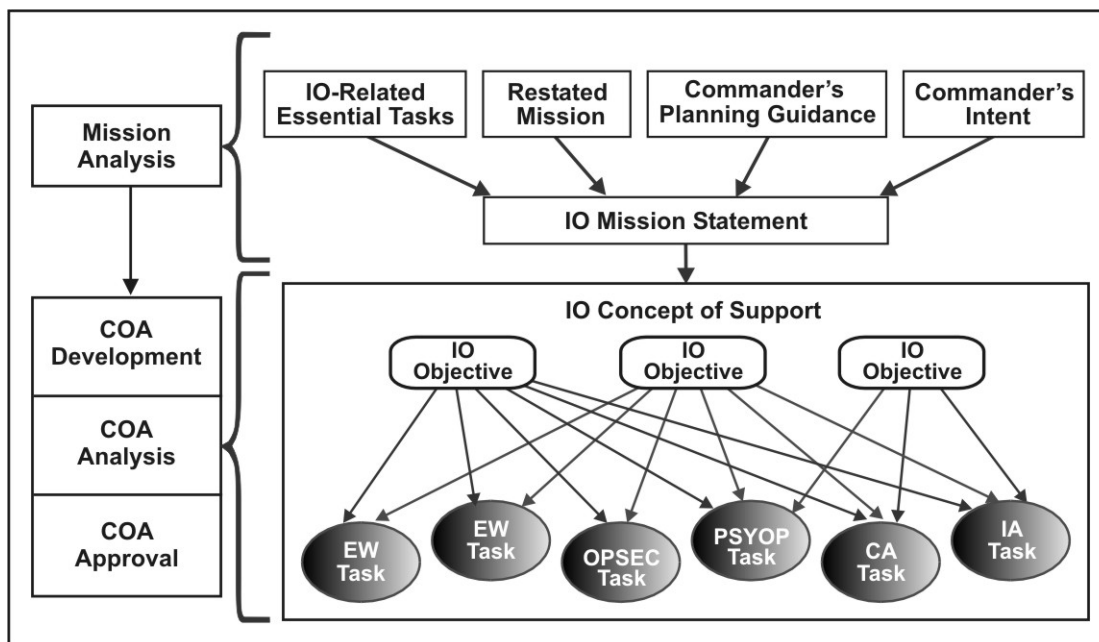 Mission
Analysis
IO-Related
Essential Tasks
Restated
Mission
Commander's
Planning Guidance
Commander's
Intent
IO Mission Statement
COA
Development
COA
Analysis
COA
Approval
IO Concept of Support
IO
Objective
IO
Objective
IO
Objective
EW
Task
EW
Task
OPSEC
Task
PSYOP
Task
CA
Task
IA
Task